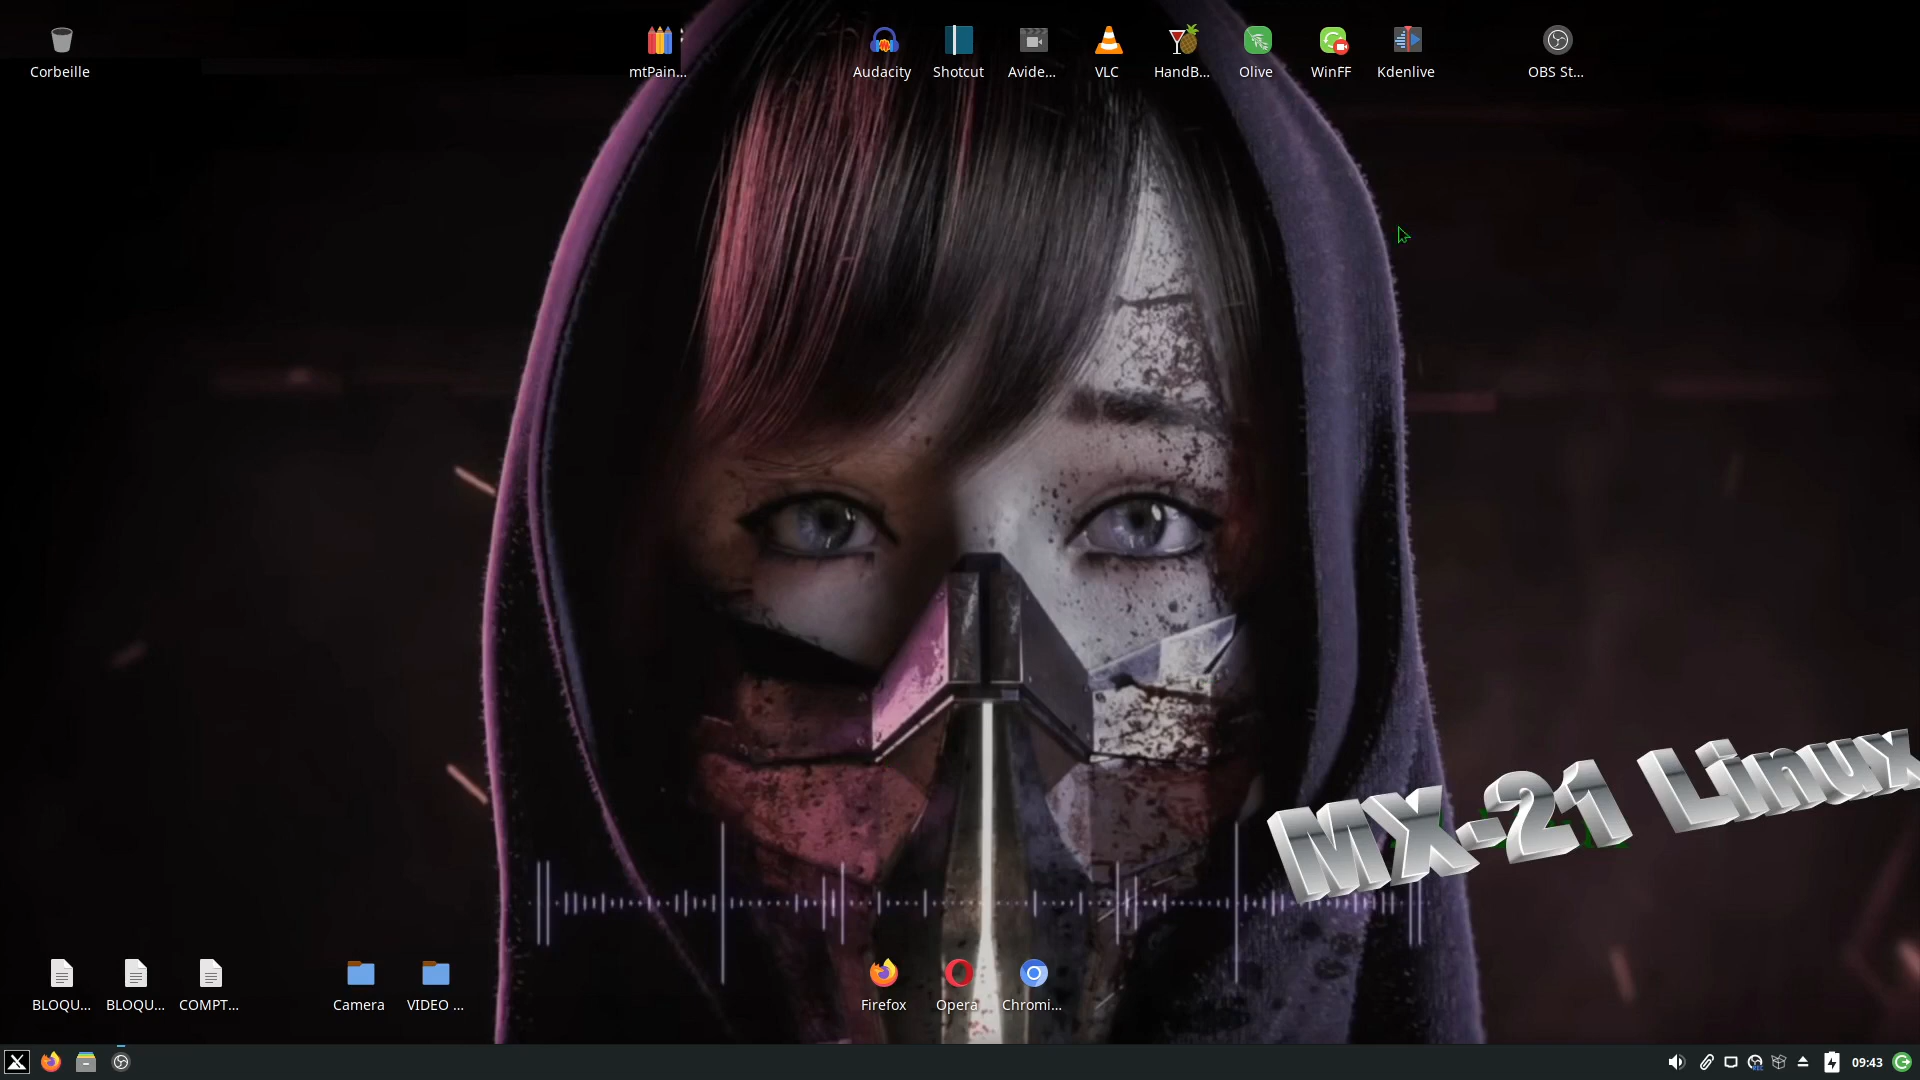 Corbeille
mtPain...
Audacity
Shotcut
Avide...
VLC
HandB...
Olive
WinFF
Kdenlive
OBS St...
MX-21 Linux
BLOQU...
BLOQU...
COMPT...
Camera
VIDEO ...
Firefox
Opera
Chromi...
09:43